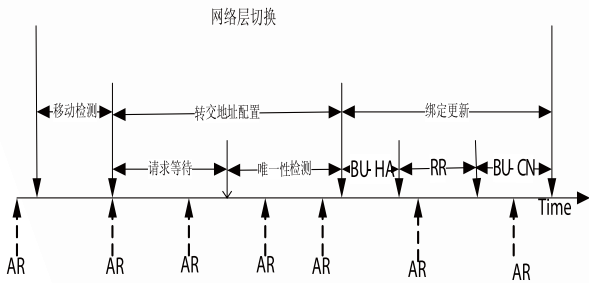 网络层切换
移动检测
转交地址配置
绑定更新
请求等待
唯一性检测
BU-HA
RR
BU-CN
Time
AR
AR
AR
AR
AR
AR
AR